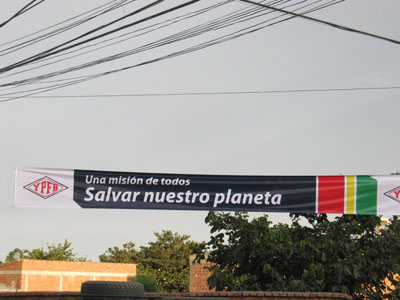 YPFB
Una misión de todos
Salvar nuestro planeta